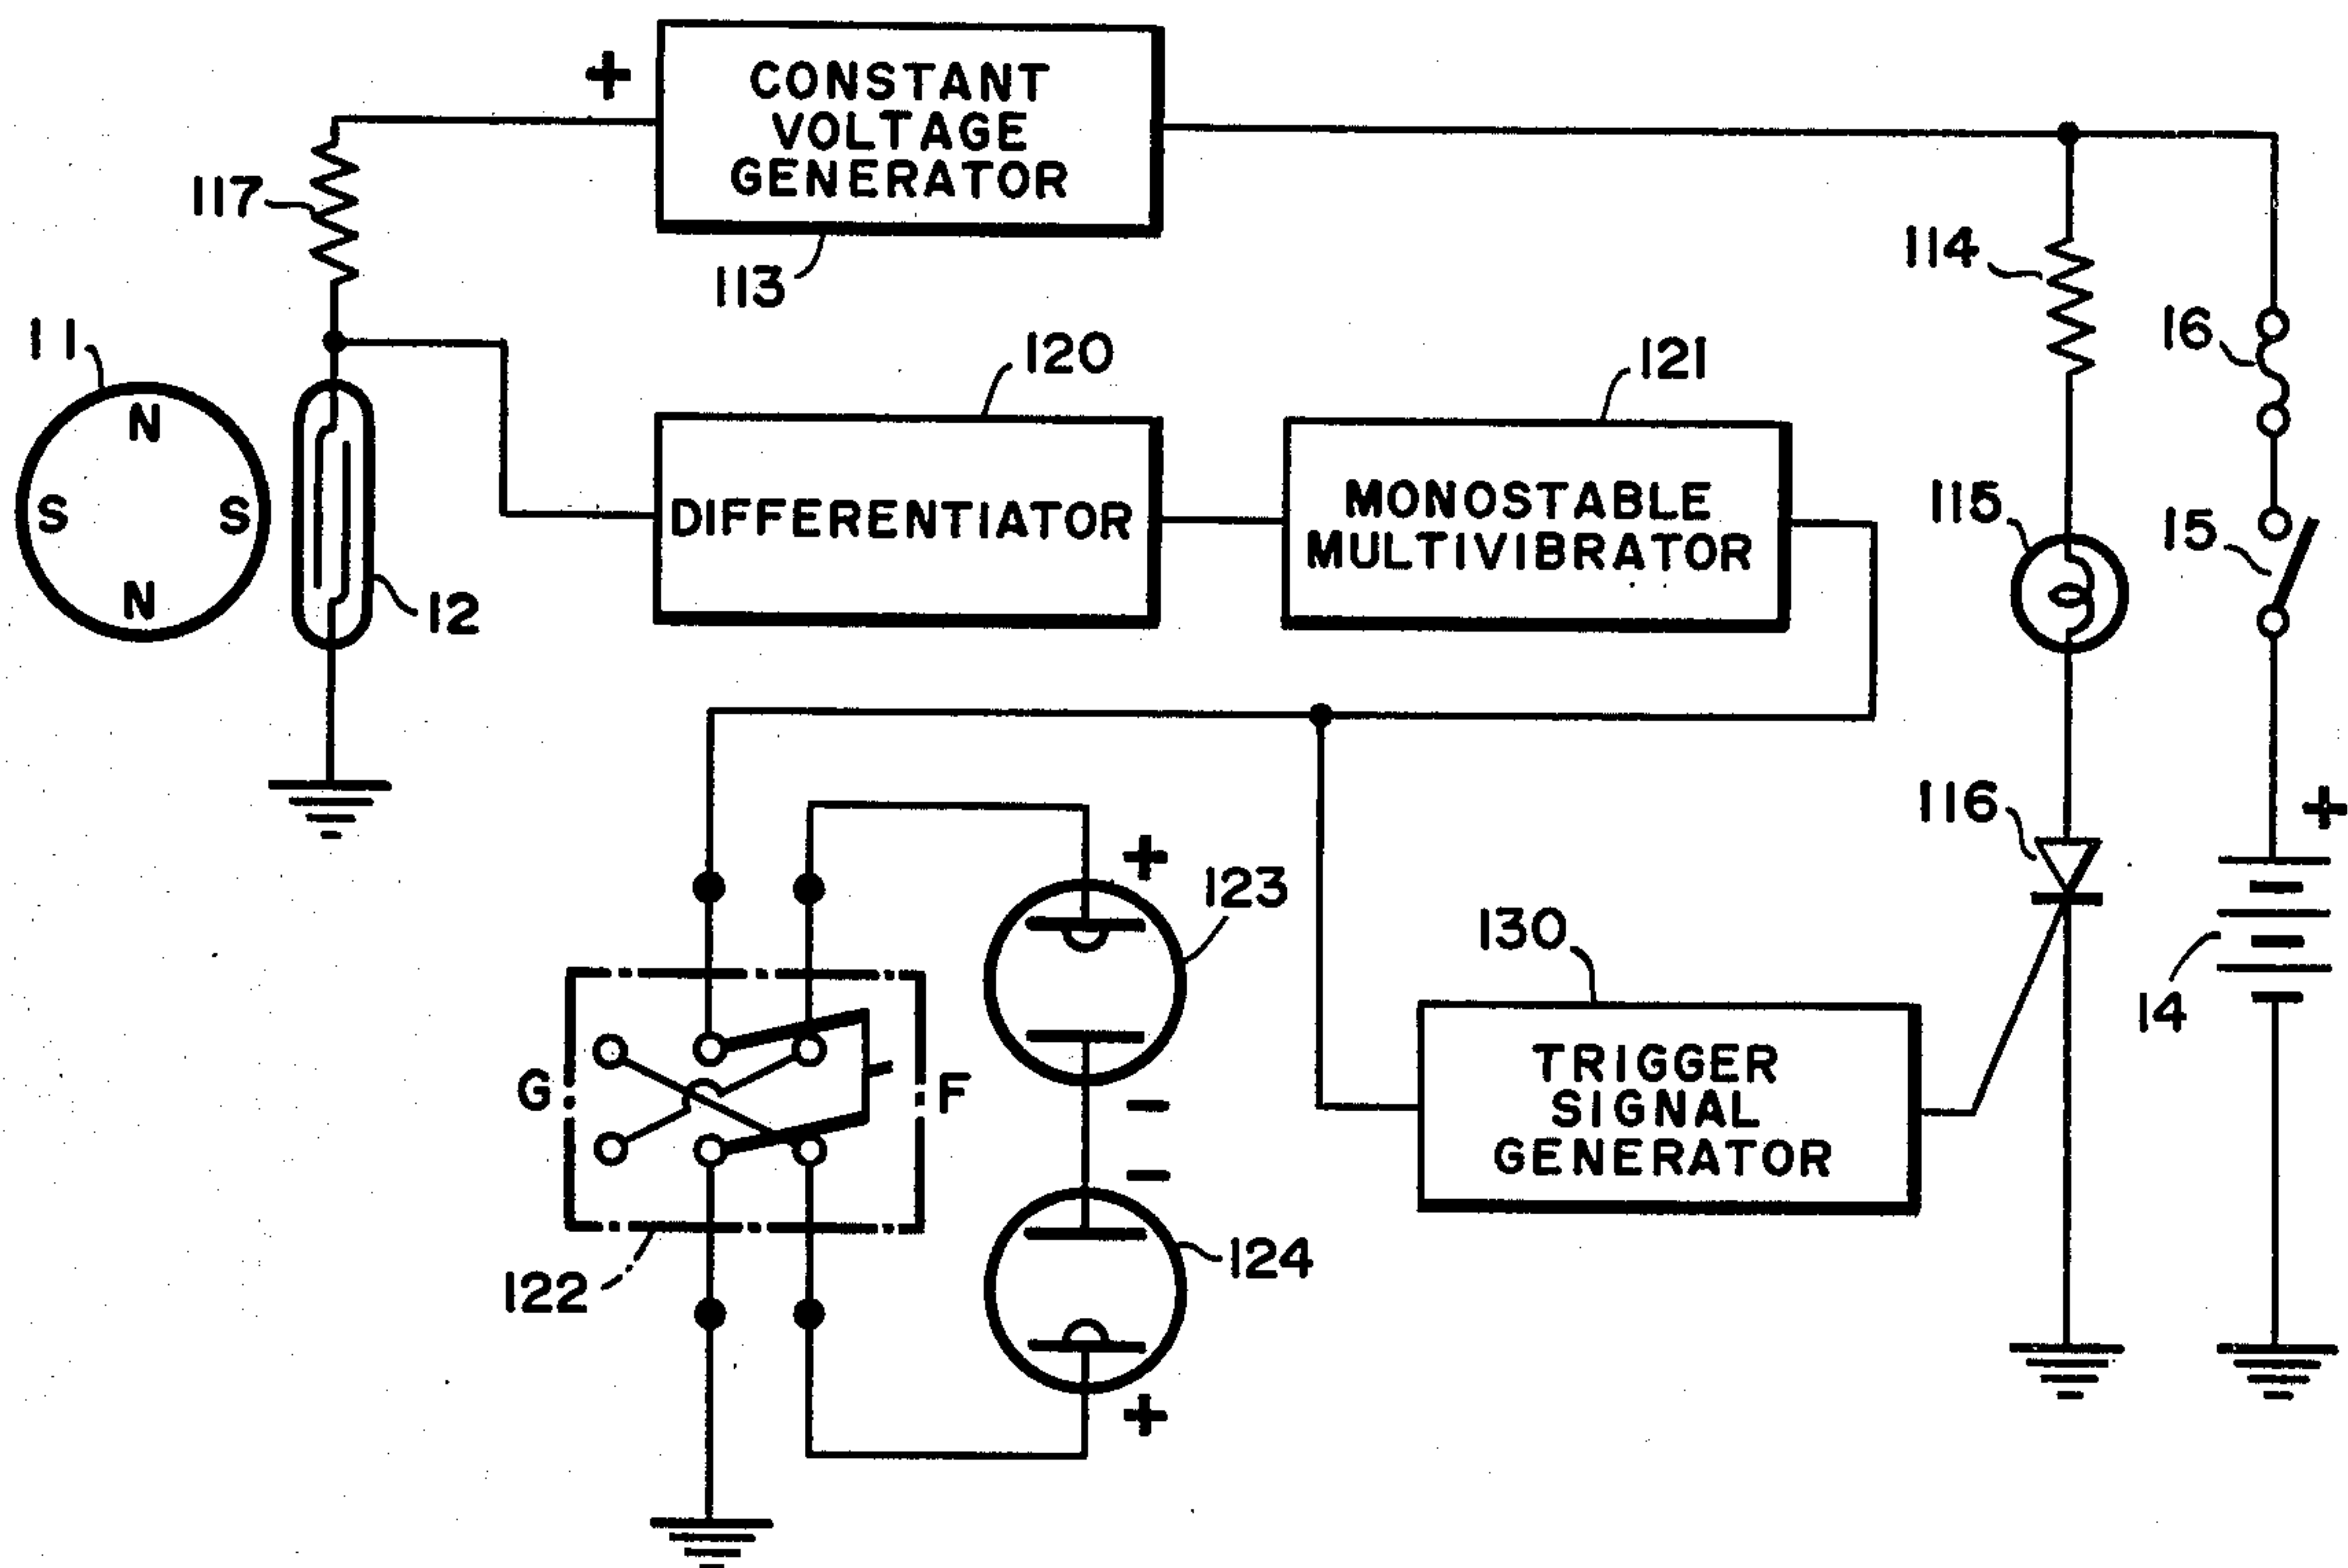 +
CONSTANT
VOLTAGE
GENERATOR
117
113
114
11
120
121
16
N
S S
N
12
DIFFERENTIATOR
MONOSTABLE
MULTIVIBRATOR
115
15
116
+
+
123
130
14
G
F
TRIGGER
SIGNAL
GENERATOR
−
−
122
124
+